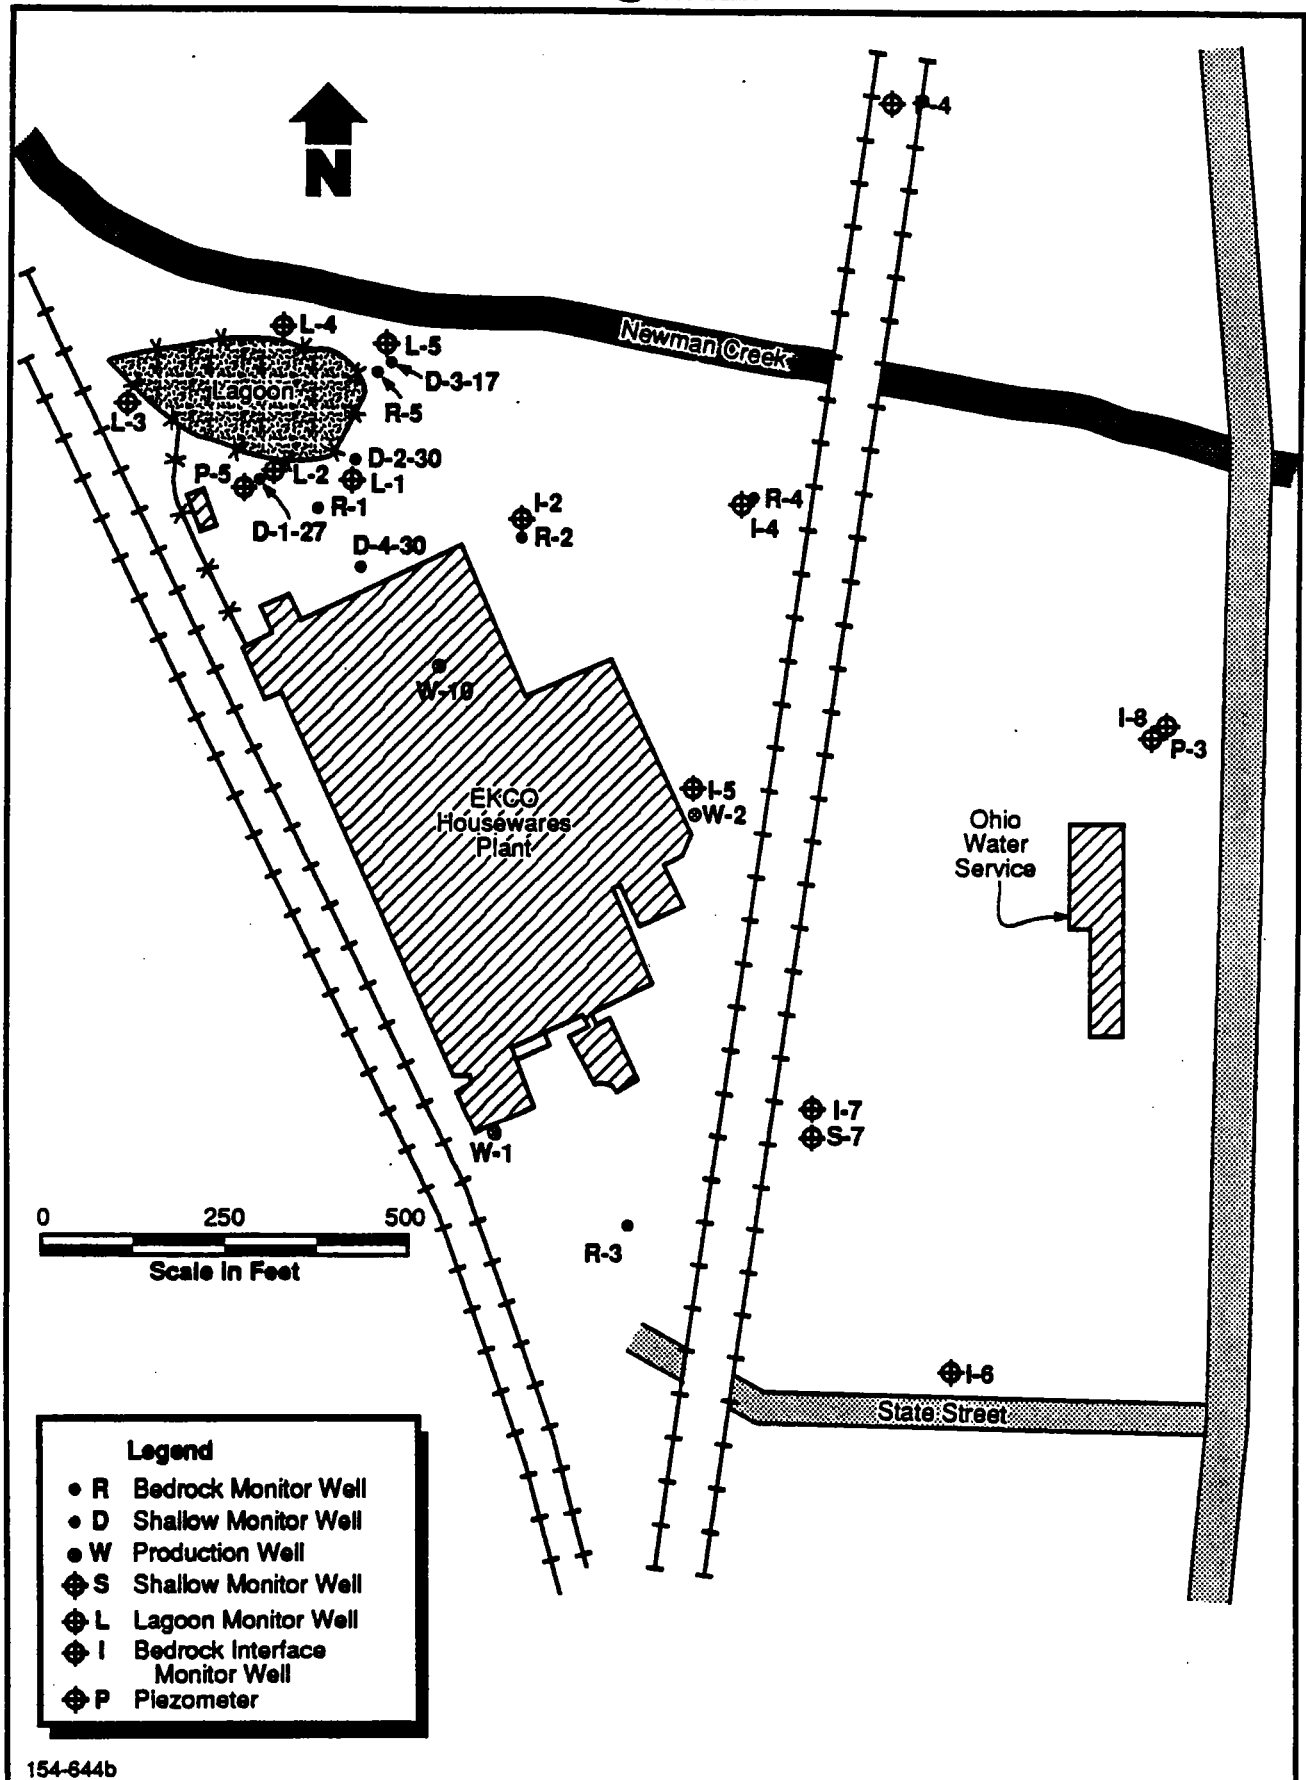 P-4
N
Newman Creek
L-4
L-5
D-3-17
Lagoon
R-5
L-3
D-2-30
P-5
L-2
L-1
R-1
D-1-27
I-2
R-2
R-4
I-4
D-4-30
W-10
I-8
P-3
I-5
W-2
EKCO
Housewares
Plant
Ohio
Water
Service
I-7
S-7
W-1
0 250 500
Scale in Feet
R-3
I-6
State Street
Legend
R Bedrock Monitor Well
D Shallow Monitor Well
W Production Well
S Shallow Monitor Well
L Lagoon Monitor Well
I Bedrock Interface
Monitor Well
P Piezometer
154-644b